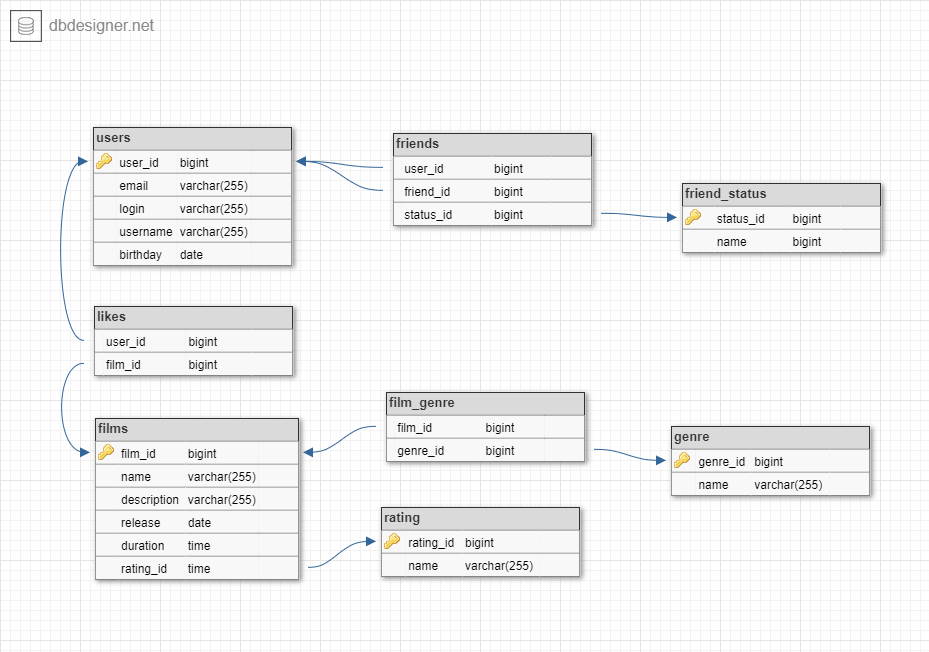 dbdesigner.net
users
user_id bigint
email varchar(255)
login varchar(255)
username varchar(255)
birthday date
friends
user_id bigint
friend_id bigint
status_id bigint
friend_status
status_id bigint
name bigint
likes
user_id bigint
film_id bigint
films
film_id bigint
name varchar(255)
description varchar(255)
release date
duration time
rating_id time
film_genre
film_id bigint
genre_id bigint
genre
genre_id bigint
name varchar(255)
rating
rating_id bigint
name varchar(255)